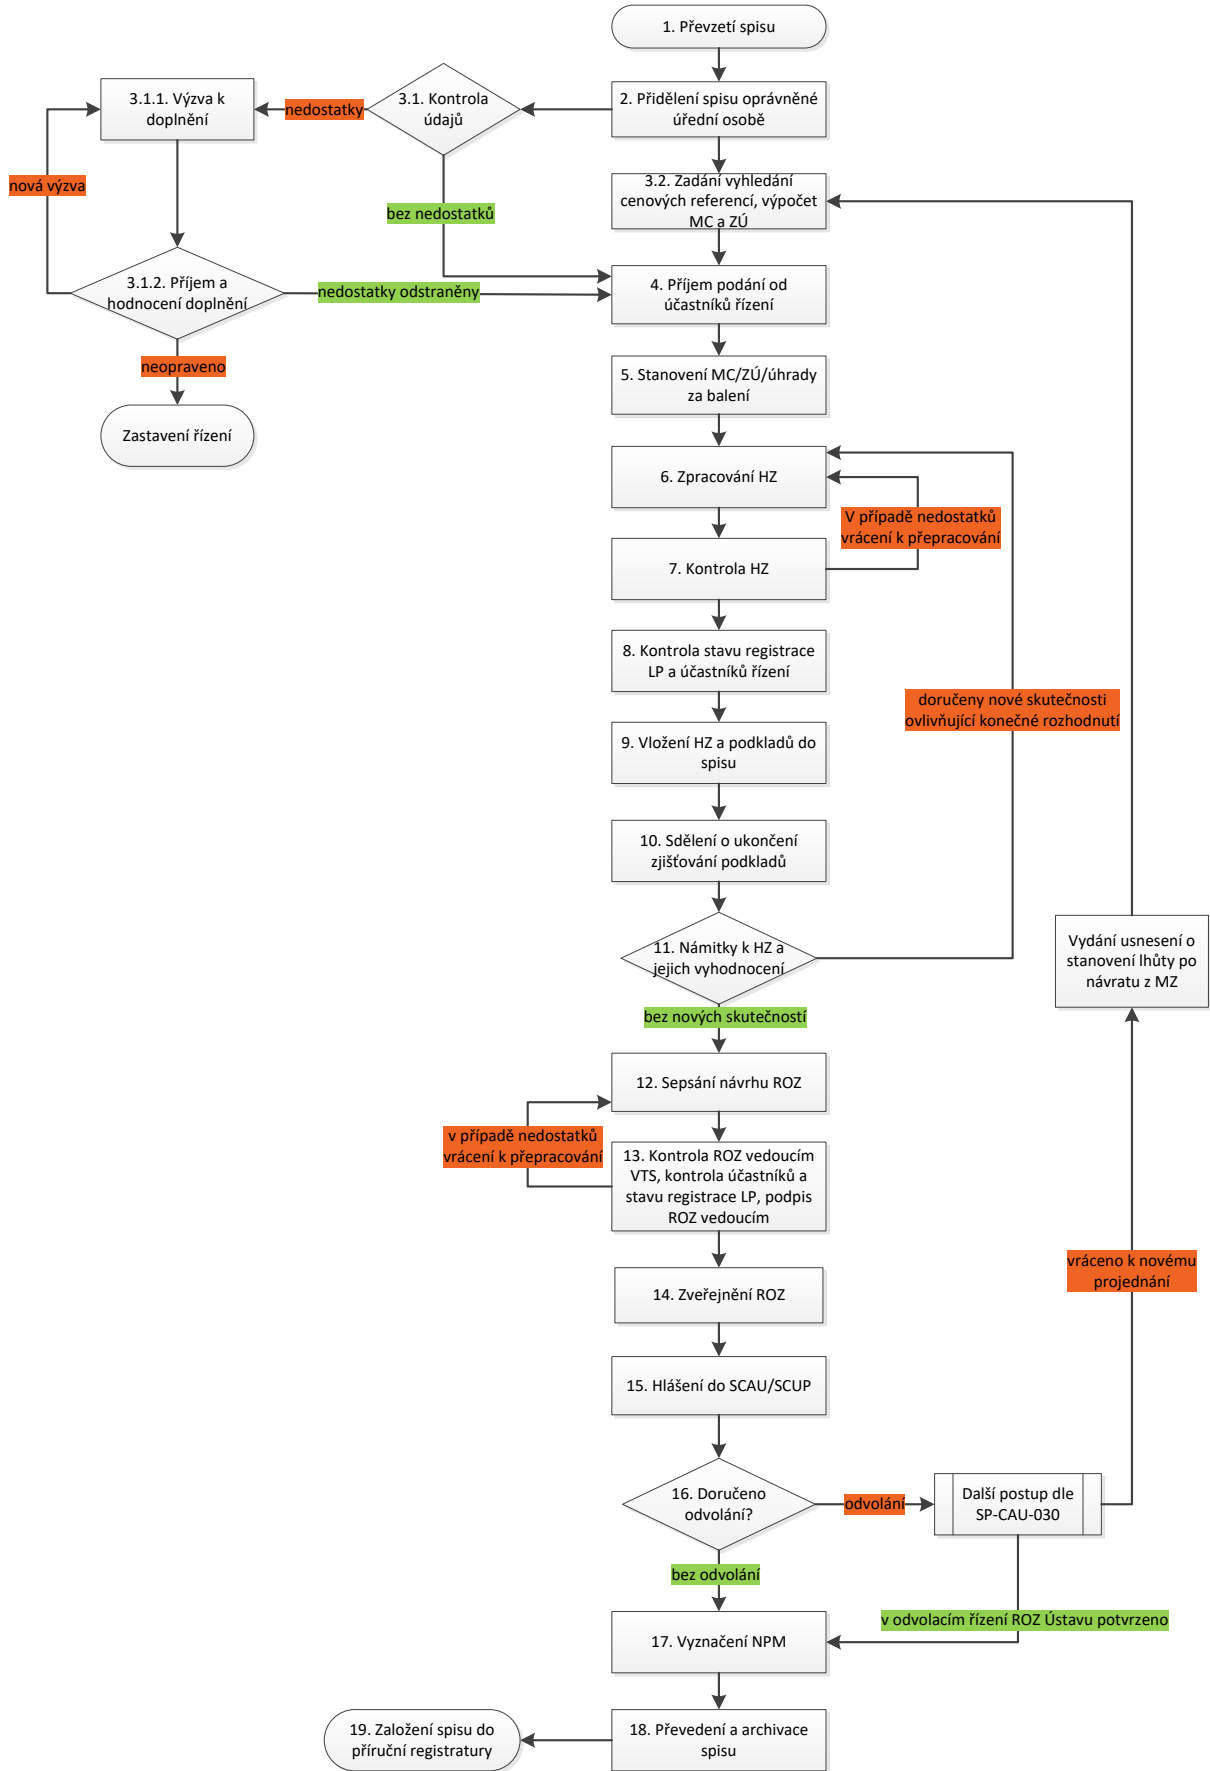 1. Převzetí spisu
3.1.1. Výzva k
doplnění
nedostatky
3.1. Kontrola
údajů
2. Přidělení spisu oprávněné
úřední osobě
nová výzva
bez nedostatků
3.2. Zadání vyhledání
cenových referencí, výpočet
MC a ZÚ
3.1.2. Příjem a
hodnocení doplnění
nedostatky odstraněny
4. Příjem podání od
účastníků řízení
neopraveno
5. Stanovení MC/ZÚ/úhrady
za balení
Zastavení řízení
6. Zpracování HZ
V případě nedostatků
vrácení k přepracování
7. Kontrola HZ
8. Kontrola stavu registrace
LP a účastníků řízení
doručeny nové skutečnosti
ovlivňující konečné rozhodnutí
9. Vložení HZ a podkladů do
spisu
10. Sdělení o ukončení
zjišťování podkladů
11. Námitky k HZ a
jejich vyhodnocení
Vydání usnesení o
stanovení lhůty po
návratu z MZ
bez nových skutečností
12. Sepsání návrhu ROZ
v případě nedostatků
vrácení k přepracování
13. Kontrola ROZ vedoucím
VTS, kontrola účastníků a
stavu registrace LP, podpis
ROZ vedoucím
vráceno k novému
projednání
14. Zveřejnění ROZ
15. Hlášení do SCAU/SCUP
16. Doručeno
odvolání?
odvolání
Další postup dle
SP-CAU-030
bez odvolání
v odvolacím řízení ROZ Ústavu potvrzeno
17. Vyznačení NPM
19. Založení spisu do
příruční registratury
18. Převedení a archivace
spisu